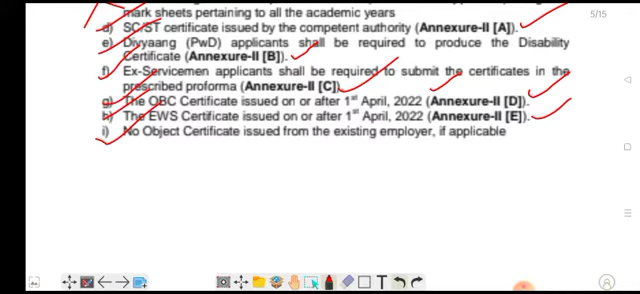 mark sheets pertaining to all the academic years
d) SC/ST certificate issued by the competent authority (Annexure-II [A]).
e) Divyaang (PwD) applicants shall be required to produce the Disability
Certificate (Annexure-II [B]).
f) Ex-Servicemen applicants shall be required to submit the certificates in the
prescribed proforma (Annexure-II [C])
g) The OBC Certificate issued on or after 1st April, 2022 (Annexure-II [D]).
h) The EWS Certificate issued on or after 1st April, 2022 (Annexure-II [E]).
i) No Object Certificate issued from the existing employer, if applicable
5/15
T